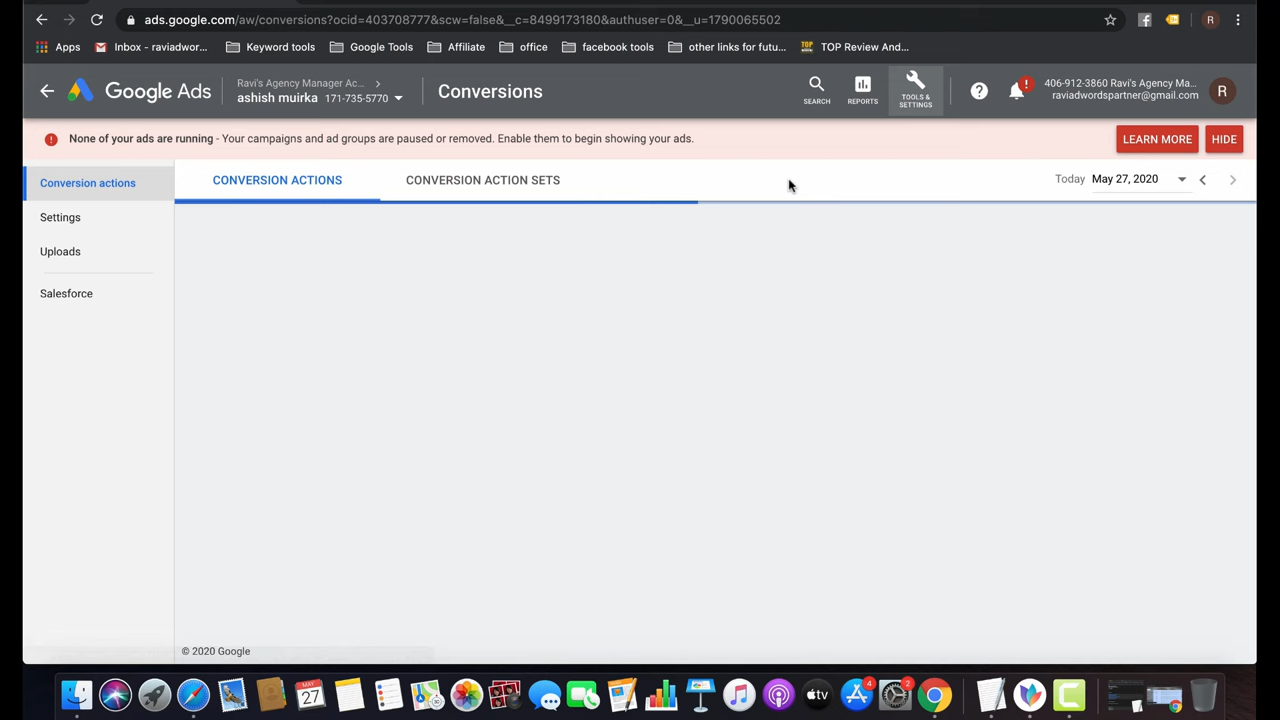 ads.google.com/aw/conversions?ocid=403708777&scw=false&__c=8499173180&authuser=0&__u=1790065502
R
Apps Inbox - raviadwor... Keyword tools Google Tools Affiliate office facebook tools other links for futu... TOP Review And...
Google Ads
Ravi's Agency Manager Ac...
ashish muirka 171-735-5770
Conversions
SEARCH
REPORTS
TOOLS &
SETTINGS
!
406-912-3860 Ravi's Agency Ma...
raviadwordspartner@gmail.com
R
None of your ads are running - Your campaigns and ad groups are paused or removed. Enable them to begin showing your ads.
LEARN MORE
HIDE
Conversion actions
Settings
Uploads
Salesforce
CONVERSION ACTIONS
CONVERSION ACTION SETS
Today May 27, 2020
© 2020 Google
MAY
27
tv
4
2